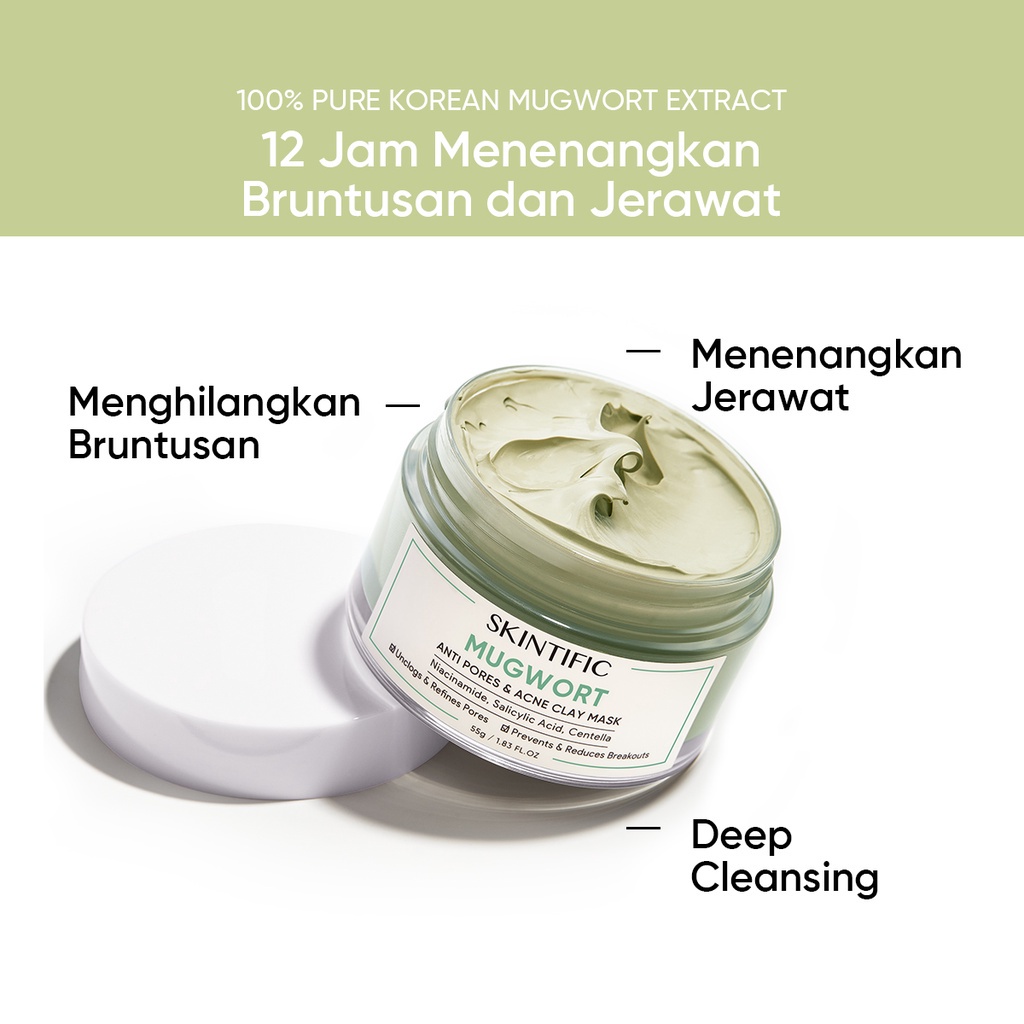 100% PURE KOREAN MUGWORT EXTRACT
12 Jam Menenangkan
Bruntusan dan Jerawat
Menenangkan
Jerawat
Menghilangkan
Bruntusan
SKINTIFIC
MUGWORT
ANTI PORES & ACNE CLAY MASK
Niacinamide, Salicylic Acid, Centella
Unclogs & Refines Pores
Prevents & Reduces Breakouts
55g / 1.83 FL.OZ
Deep
Cleansing